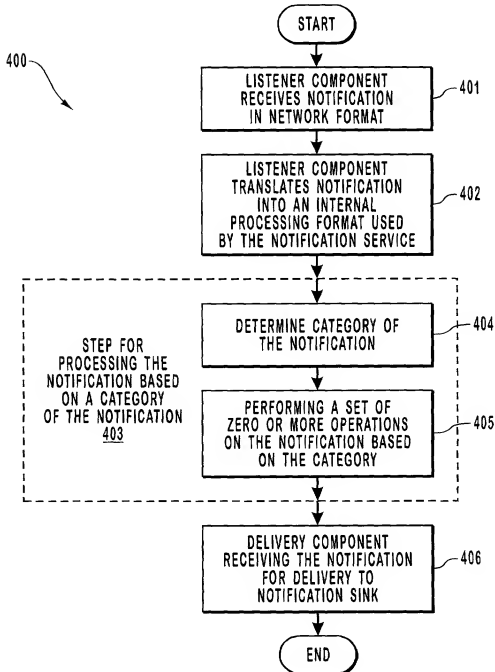 START
400
LISTENER COMPONENT
RECEIVES NOTIFICATION
IN NETWORK FORMAT
401
LISTENER COMPONENT
TRANSLATES NOTIFICATION
INTO AN INTERNAL
PROCESSING FORMAT USED
BY THE NOTIFICATION SERVICE
402
STEP FOR
PROCESSING THE
NOTIFICATION BASED
ON A CATEGORY
OF THE NOTIFICATION
403
DETERMINE CATEGORY OF
THE NOTIFICATION
404
PERFORMING A SET OF
ZERO OR MORE OPERATIONS
ON THE NOTIFICATION BASED
ON THE CATEGORY
405
DELIVERY COMPONENT
RECEIVING THE NOTIFICATION
FOR DELIVERY TO
NOTIFICATION SINK
406
END